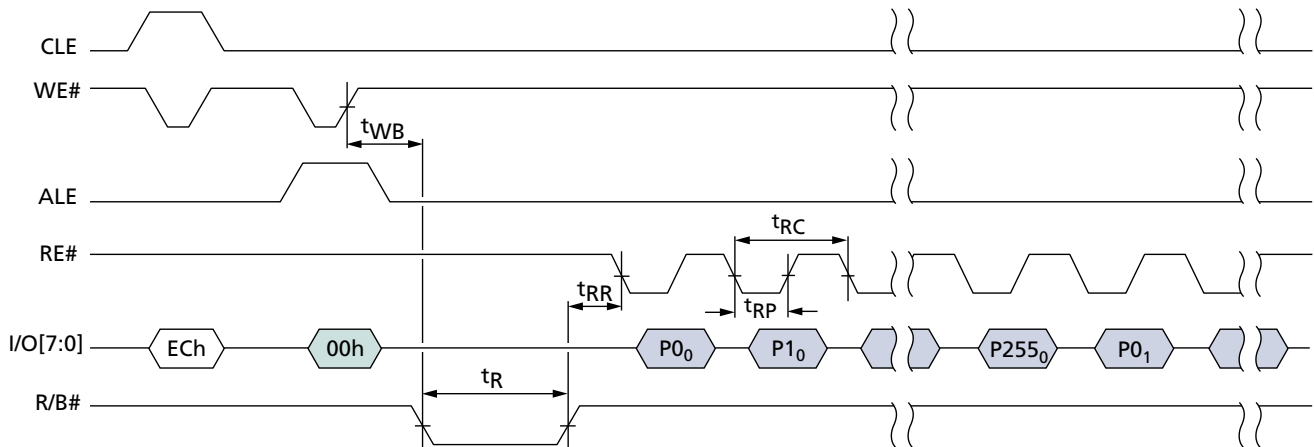 CLE
WE#
tWB
ALE
tRC
RE#
tRR
tRP
I/O[7:0] ECh 00h P0₀ P1₀ P255₀ P0₁
tR
R/B#